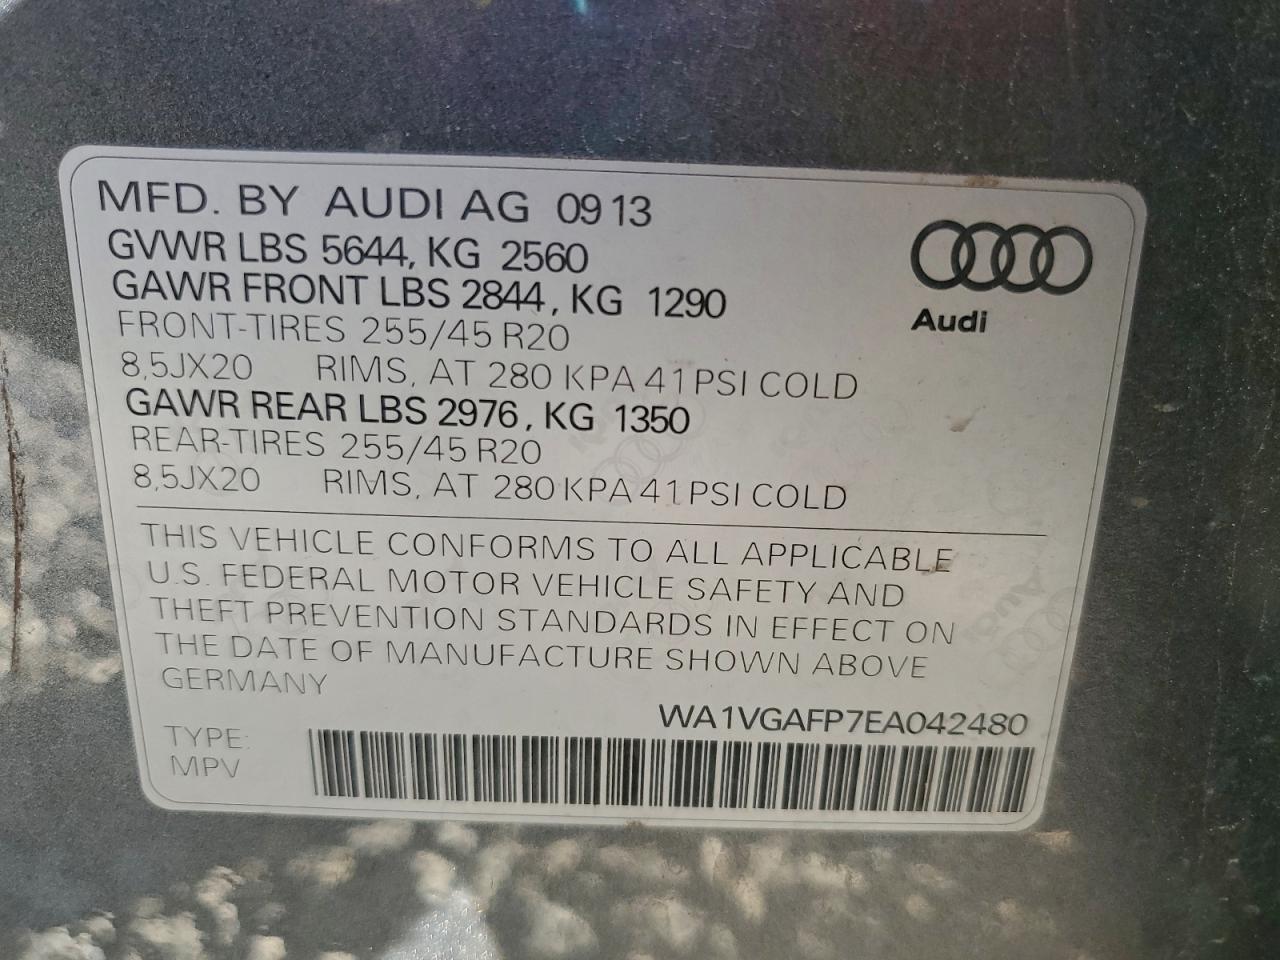 MFD. BY AUDI AG 09 13
GVWR LBS 5644, KG 2560
GAWR FRONT LBS 2844, KG 1290
FRONT-TIRES 255/45 R20
8,5JX20 RIMS, AT 280 KPA 41 PSI COLD
GAWR REAR LBS 2976, KG 1350
REAR-TIRES 255/45 R20
8,5JX20 RIMS, AT 280 KPA 41 PSI COLD
Audi
THIS VEHICLE CONFORMS TO ALL APPLICABLE
U.S. FEDERAL MOTOR VEHICLE SAFETY AND
THEFT PREVENTION STANDARDS IN EFFECT ON
THE DATE OF MANUFACTURE SHOWN ABOVE
GERMANY
WA1VGAFP7EA042480
TYPE:
MPV